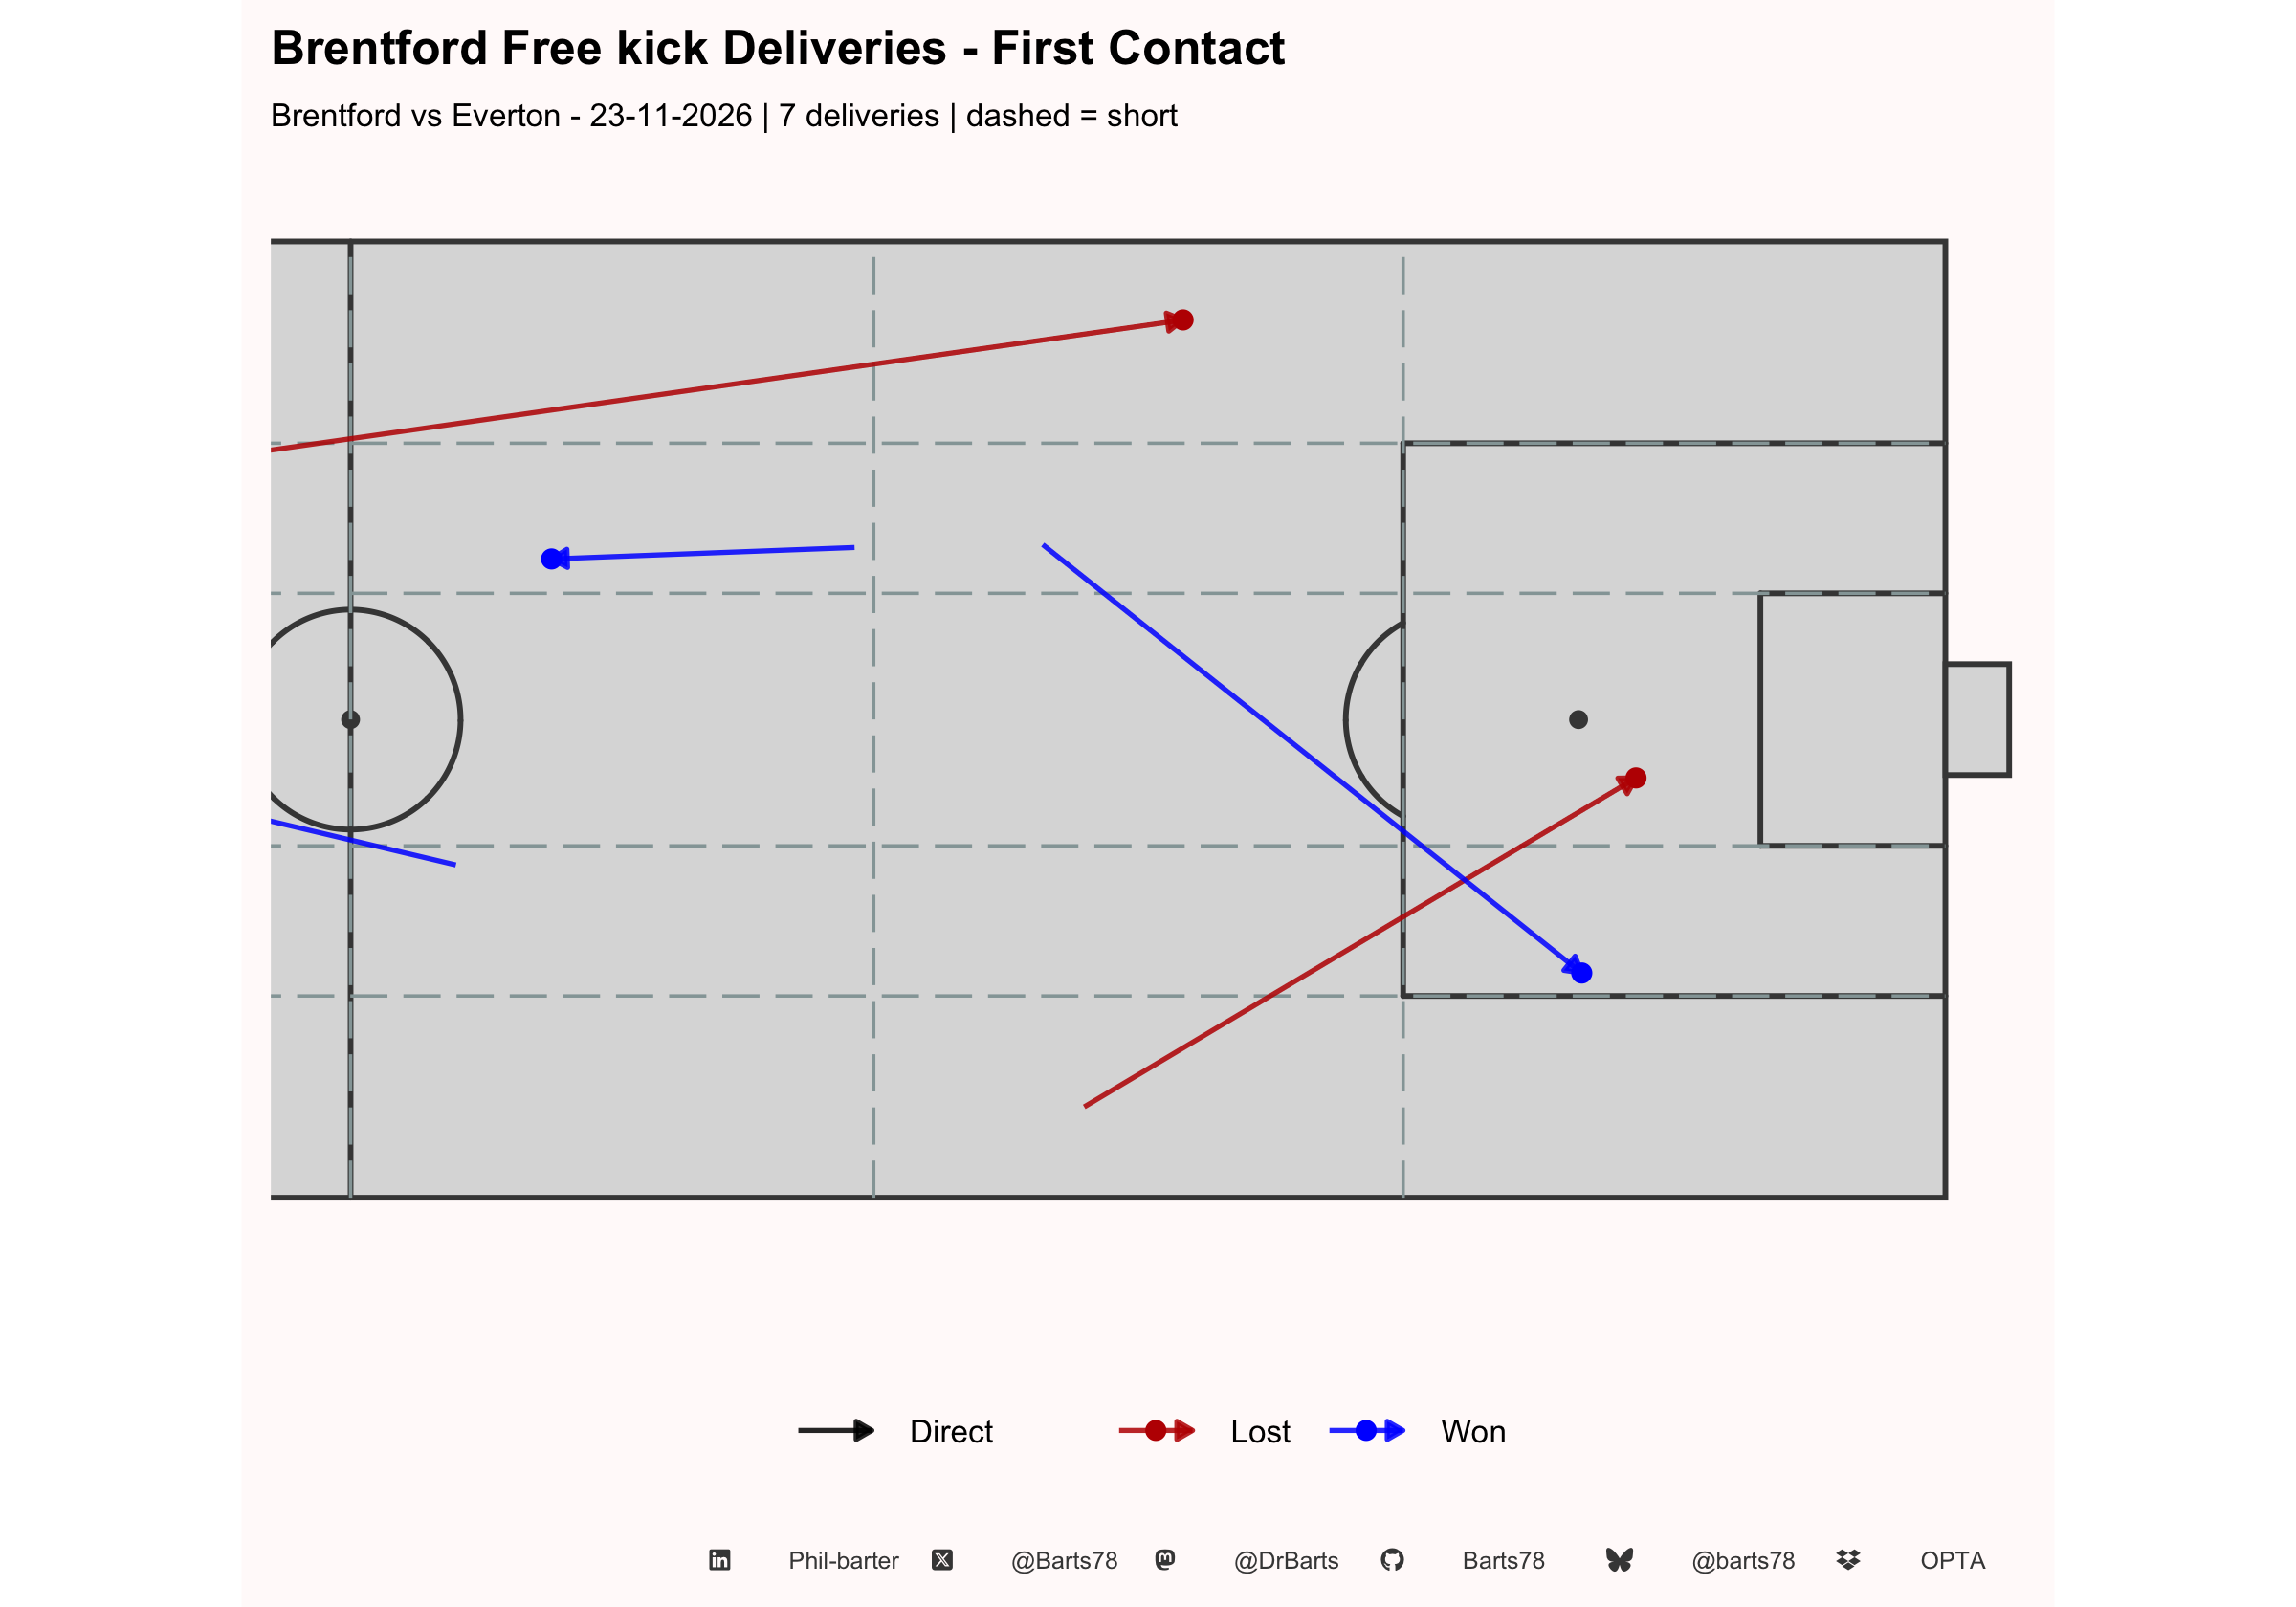 Brentford Free kick Deliveries - First Contact
Brentford vs Everton - 23-11-2026 | 7 deliveries | dashed = short
Direct Lost Won
Phil-barter @Barts78 @DrBarts Barts78 @barts78 OPTA